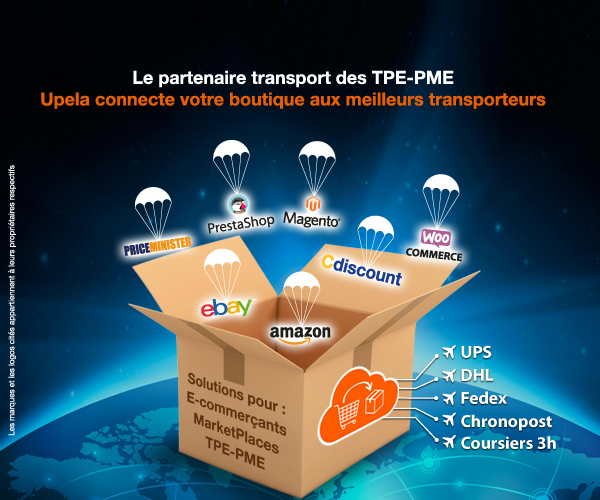 Le partenaire transport des TPE-PME
Upela connecte votre boutique aux meilleurs transporteurs
Les marques et les logos cités appartiennent à leurs propriétaires respectifs
PRICEMINISTER
PrestaShop
Magento®
WOO
COMMERCE
Cdiscount
ebay
amazon
Solutions pour :
E-commerçants
MarketPlaces
TPE-PME
UPS
DHL
Fedex
Chronopost
Coursiers 3h